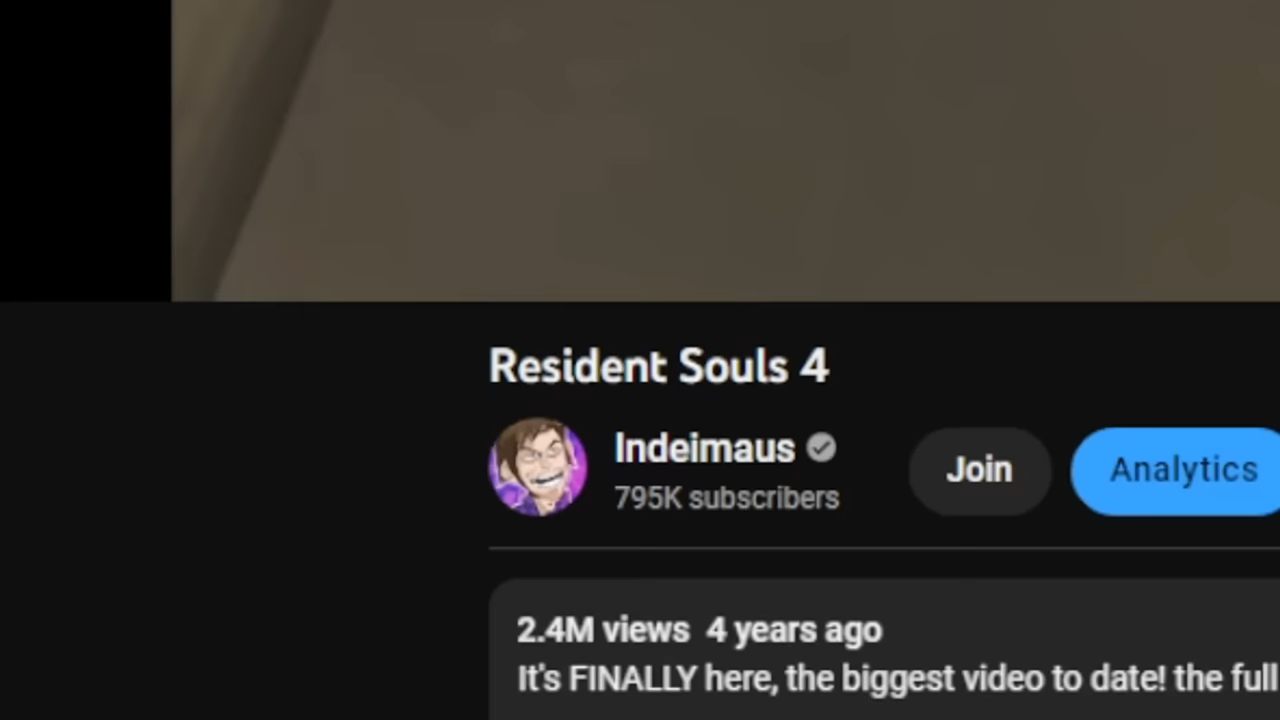 Resident Souls 4
Indeimaus
795K subscribers
Join
Analytics
2.4M views 4 years ago
It's FINALLY here, the biggest video to date! the full